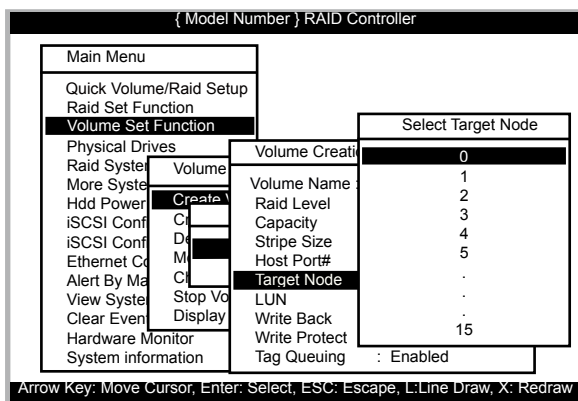 { Model Number } RAID Controller
Main Menu
Quick Volume/Raid Setup
Raid Set Function
Volume Set Function
Physical Drives
Raid System
More Syste
Hdd Power
iSCSI Conf
iSCSI Conf
Ethernet Co
Alert By Ma
View Syste
Clear Even
Hardware Monitor
System information
Volume
Create V
Cr
De
Mo
Ch
Stop Vo
Display
Volume Creati
Volume Name :
Raid Level
Capacity
Stripe Size
Host Port#
Target Node
LUN
Write Back
Write Protect
Tag Queuing : Enabled
Select Target Node
0
1
2
3
4
5
.
.
.
15
Arrow Key: Move Cursor, Enter: Select, ESC: Escape, L:Line Draw, X: Redraw